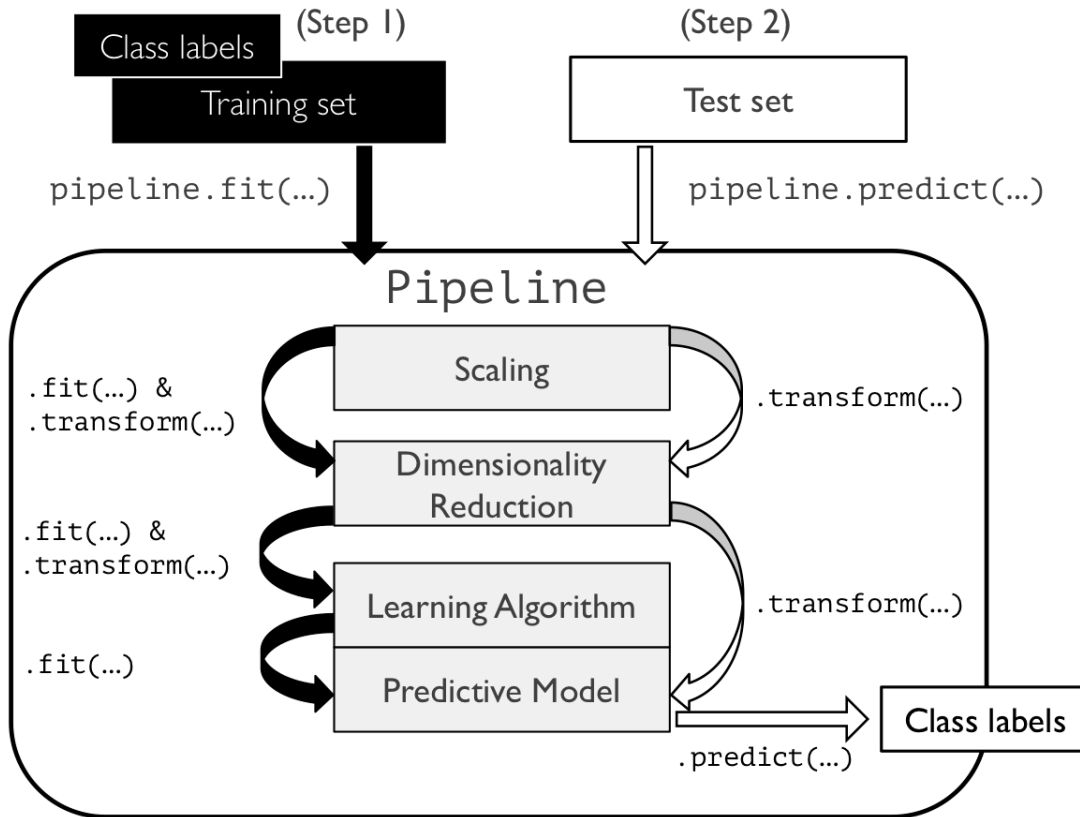 (Step 1)
(Step 2)
Class labels
Training set
Test set
pipeline.fit(…)
pipeline.predict(…)
Pipeline
Scaling
.fit(…) &
.transform(…)
.transform(…)
Dimensionality
Reduction
.fit(…) &
.transform(…)
Learning Algorithm
.transform(…)
.fit(…)
Predictive Model
Class labels
.predict(…)